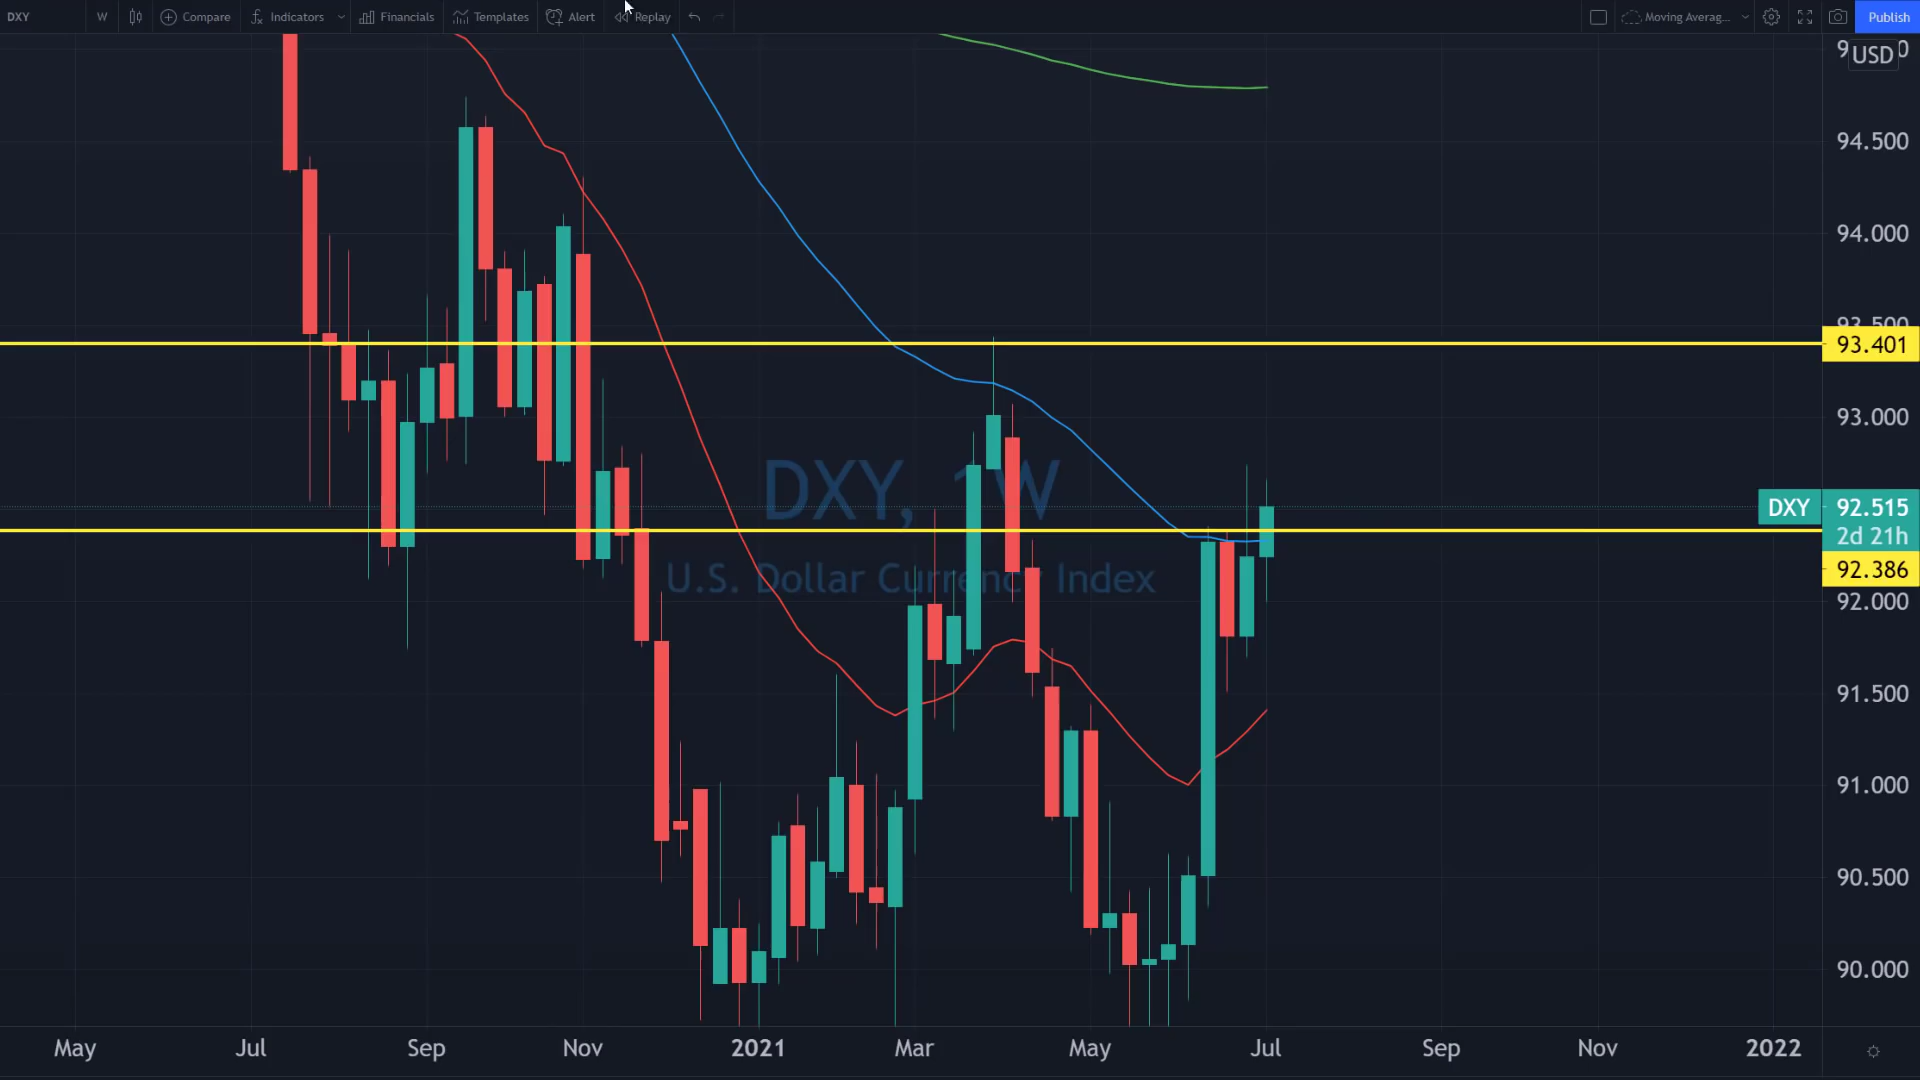 DXY W Compare Indicators Financials Templates Alert Replay Moving Averag... Publish
USD
94.500
94.000
93.500
93.401
93.000
DXY, 1W
U.S. Dollar Currency Index
DXY 92.515
2d 21h
92.386
92.000
91.500
91.000
90.500
90.000
May Jul Sep Nov 2021 Mar May Jul Sep Nov 2022